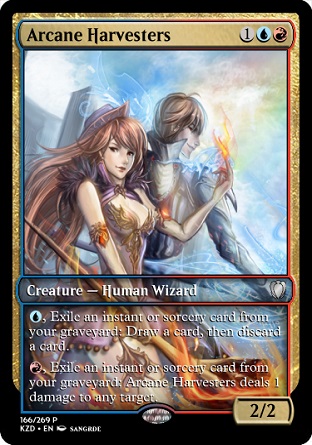 Arcane Harvesters 1
Creature — Human Wizard
, Exile an instant or sorcery card from
your graveyard: Draw a card, then discard
a card.
, Exile an instant or sorcery card from
your graveyard: Arcane Harvesters deals 1
damage to any target.
2/2
166/269 P
KZD • EN SANGRDE